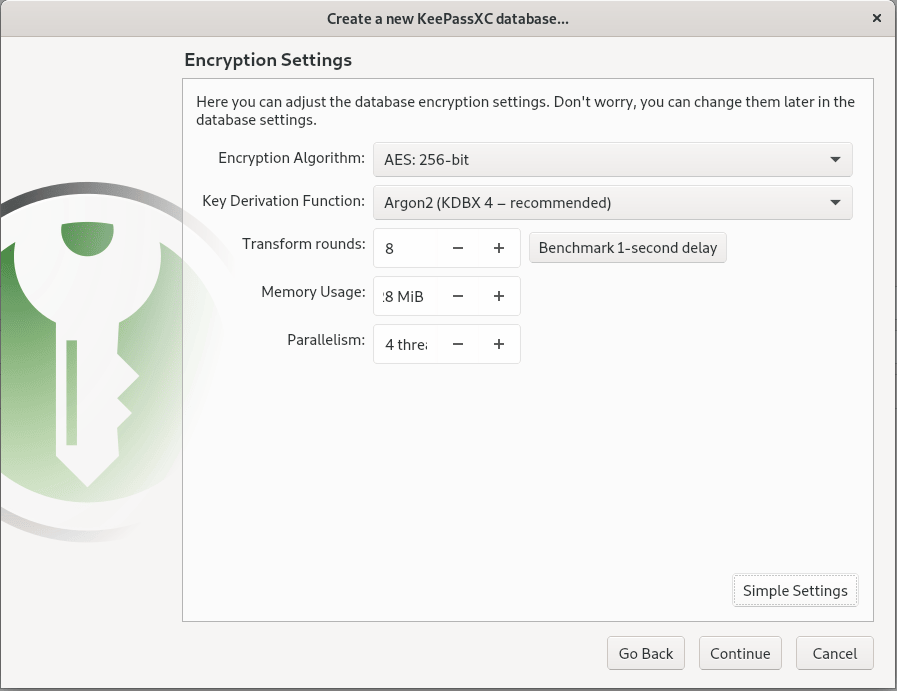 Create a new KeePassXC database...
Encryption Settings
Here you can adjust the database encryption settings. Don't worry, you can change them later in the
database settings.
Encryption Algorithm: AES: 256-bit
Key Derivation Function: Argon2 (KDBX 4 – recommended)
Transform rounds: 8 − + Benchmark 1-second delay
Memory Usage: 8 MiB − +
Parallelism: 4 − +
Simple Settings
Go Back Continue Cancel